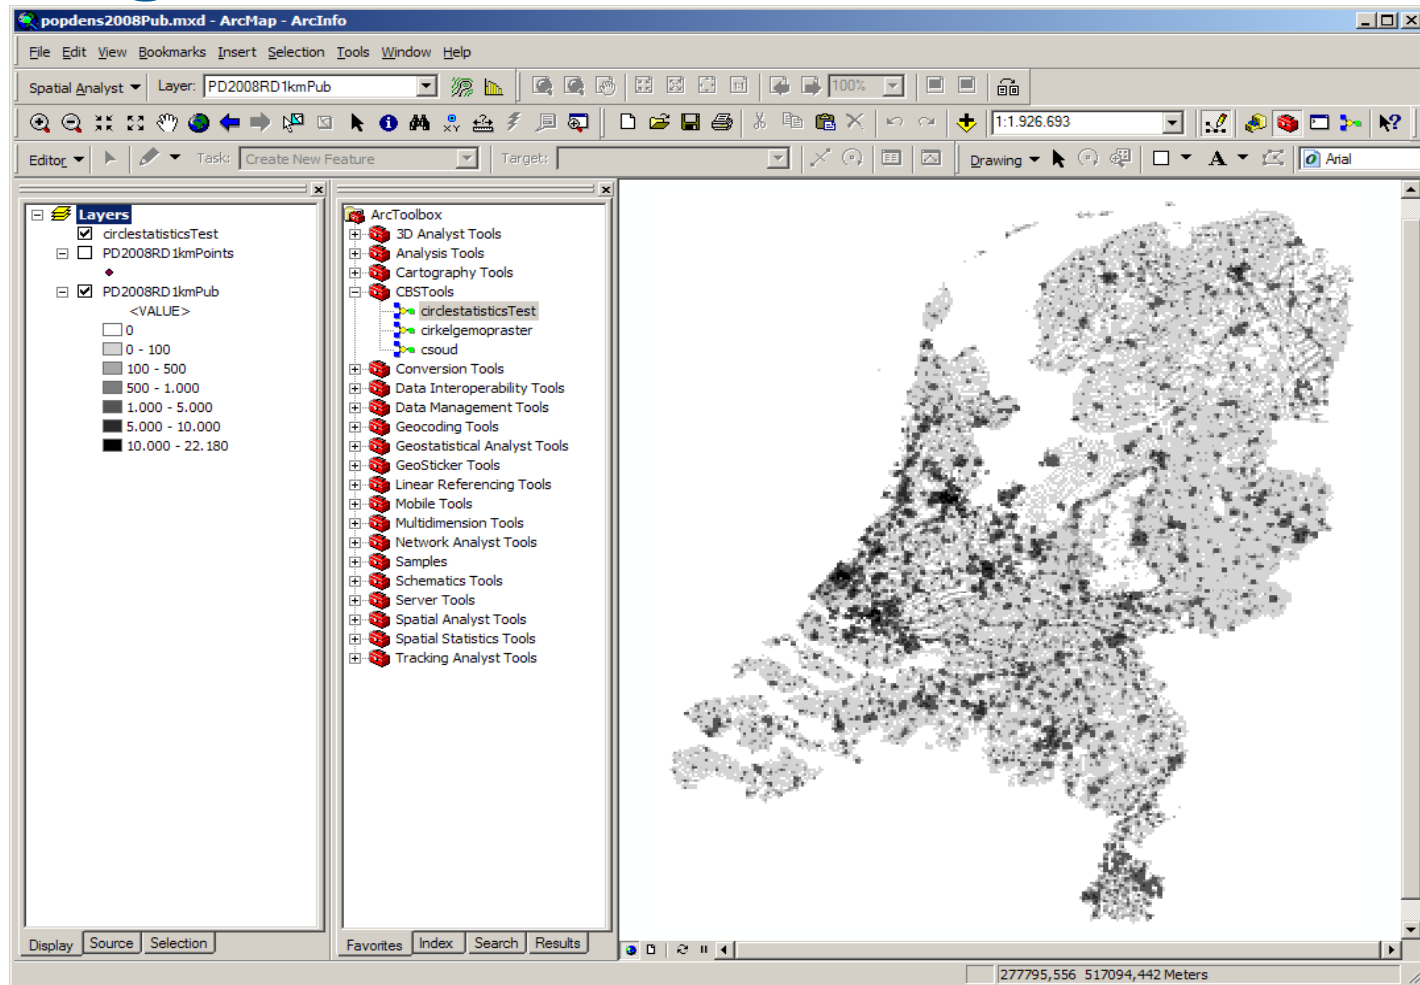 popdens2008Pub.mxd - ArcMap - ArcInfo
File Edit View Bookmarks Insert Selection Tools Window Help
Spatial Analyst Layer: PD2008RD1kmPub 100%
1:1.926.693
Editor Task: Create New Feature Target: Drawing A Arial
Layers
circlestatisticsTest
PD2008RD1kmPoints
PD2008RD1kmPub
<VALUE>
0
0 - 100
100 - 500
500 - 1.000
1.000 - 5.000
5.000 - 10.000
10.000 - 22.180
Display Source Selection
ArcToolbox
3D Analyst Tools
Analysis Tools
Cartography Tools
CBSTools
circlestatisticsTest
cirkelgemopraster
csoud
Conversion Tools
Data Interoperability Tools
Data Management Tools
Geocoding Tools
Geostatistical Analyst Tools
GeoSticker Tools
Linear Referencing Tools
Mobile Tools
Multidimension Tools
Network Analyst Tools
Samples
Schematics Tools
Server Tools
Spatial Analyst Tools
Spatial Statistics Tools
Tracking Analyst Tools
Favorites Index Search Results
277795,556 517094,442 Meters